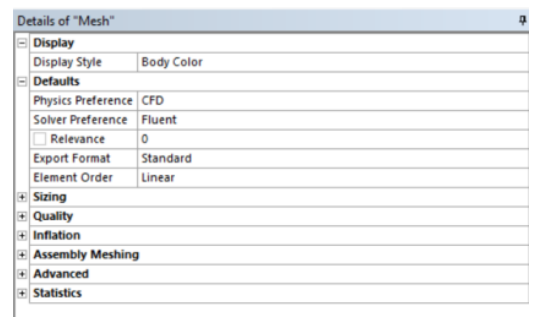 Details of "Mesh"
Display
Display Style Body Color
Defaults
Physics Preference CFD
Solver Preference Fluent
Relevance 0
Export Format Standard
Element Order Linear
Sizing
Quality
Inflation
Assembly Meshing
Advanced
Statistics